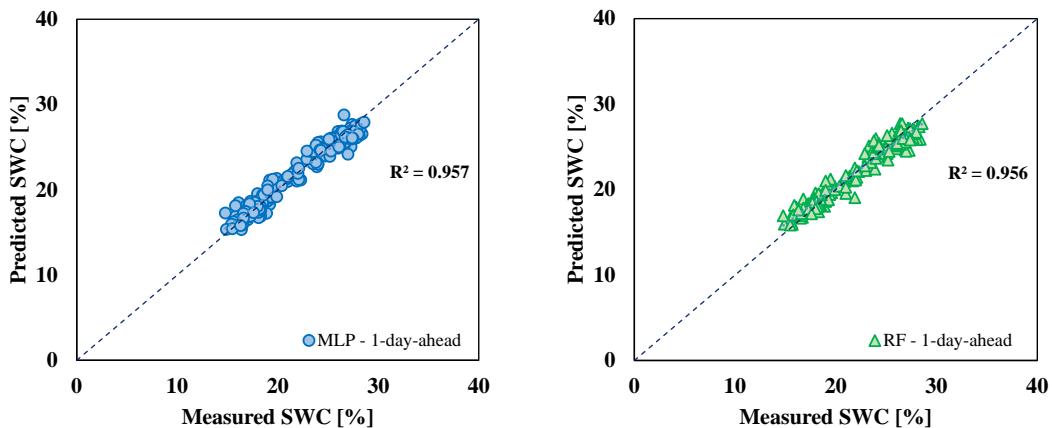 40
30
20
10
0
Predicted SWC [%]
R² = 0.957
MLP - 1-day-ahead
0 10 20 30 40
Measured SWC [%]
40
30
20
10
0
Predicted SWC [%]
R² = 0.956
RF - 1-day-ahead
0 10 20 30 40
Measured SWC [%]